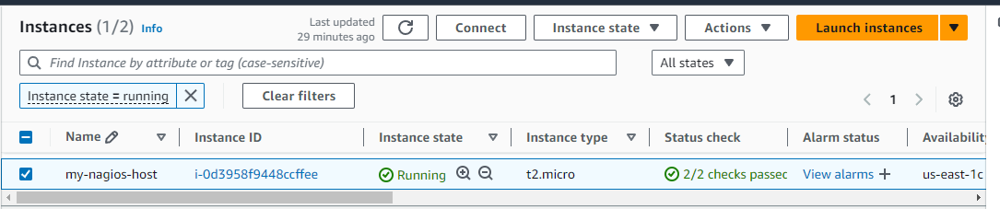 Instances (1/2) Info
Last updated
29 minutes ago
Connect
Instance state
Actions
Launch instances
Find Instance by attribute or tag (case-sensitive)
All states
Instance state = running
Clear filters
1
Name Instance ID Instance state Instance type Status check Alarm status Availability
my-nagios-host i-0d3958f9448ccffee Running t2.micro 2/2 checks passec View alarms + us-east-1c